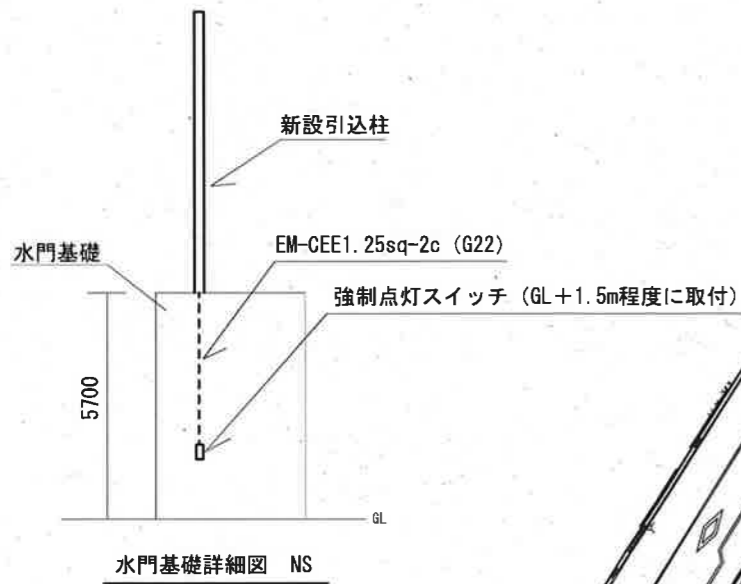 新設引込柱
水門基礎
EM-CEE1.25sq-2c（G22）
強制点灯スイッチ（GL＋1.5m程度に取付）
5700
GL
水門基礎詳細図 NS